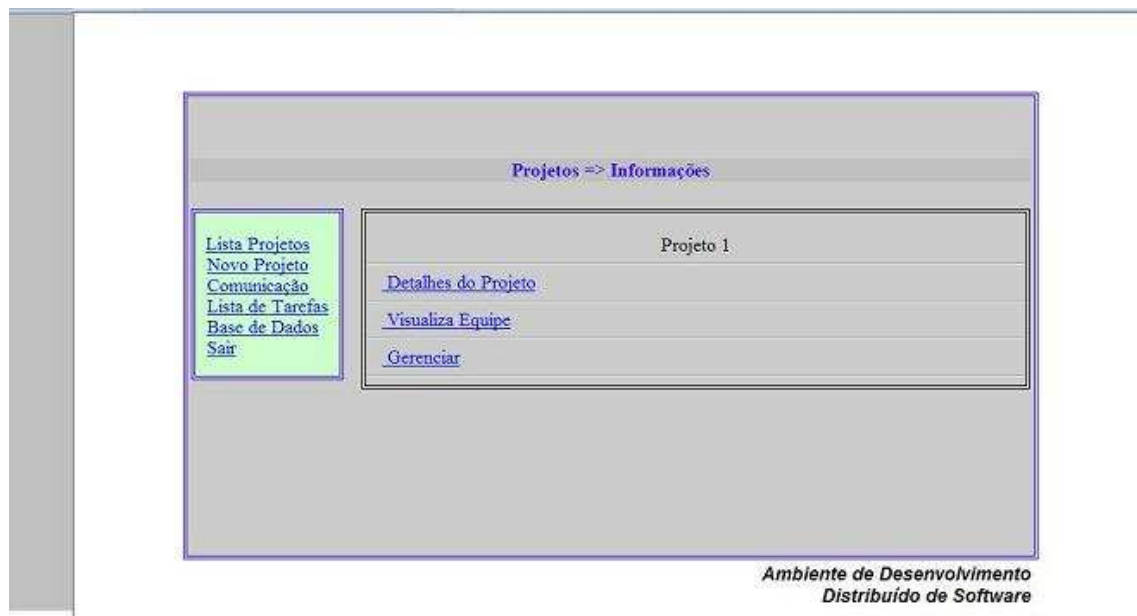 Projetos => Informações
Lista Projetos
Novo Projeto
Comunicação
Lista de Tarefas
Base de Dados
Sair
Projeto 1
Detalhes do Projeto
Visualiza Equipe
Gerenciar
Ambiente de Desenvolvimento
Distribuído de Software